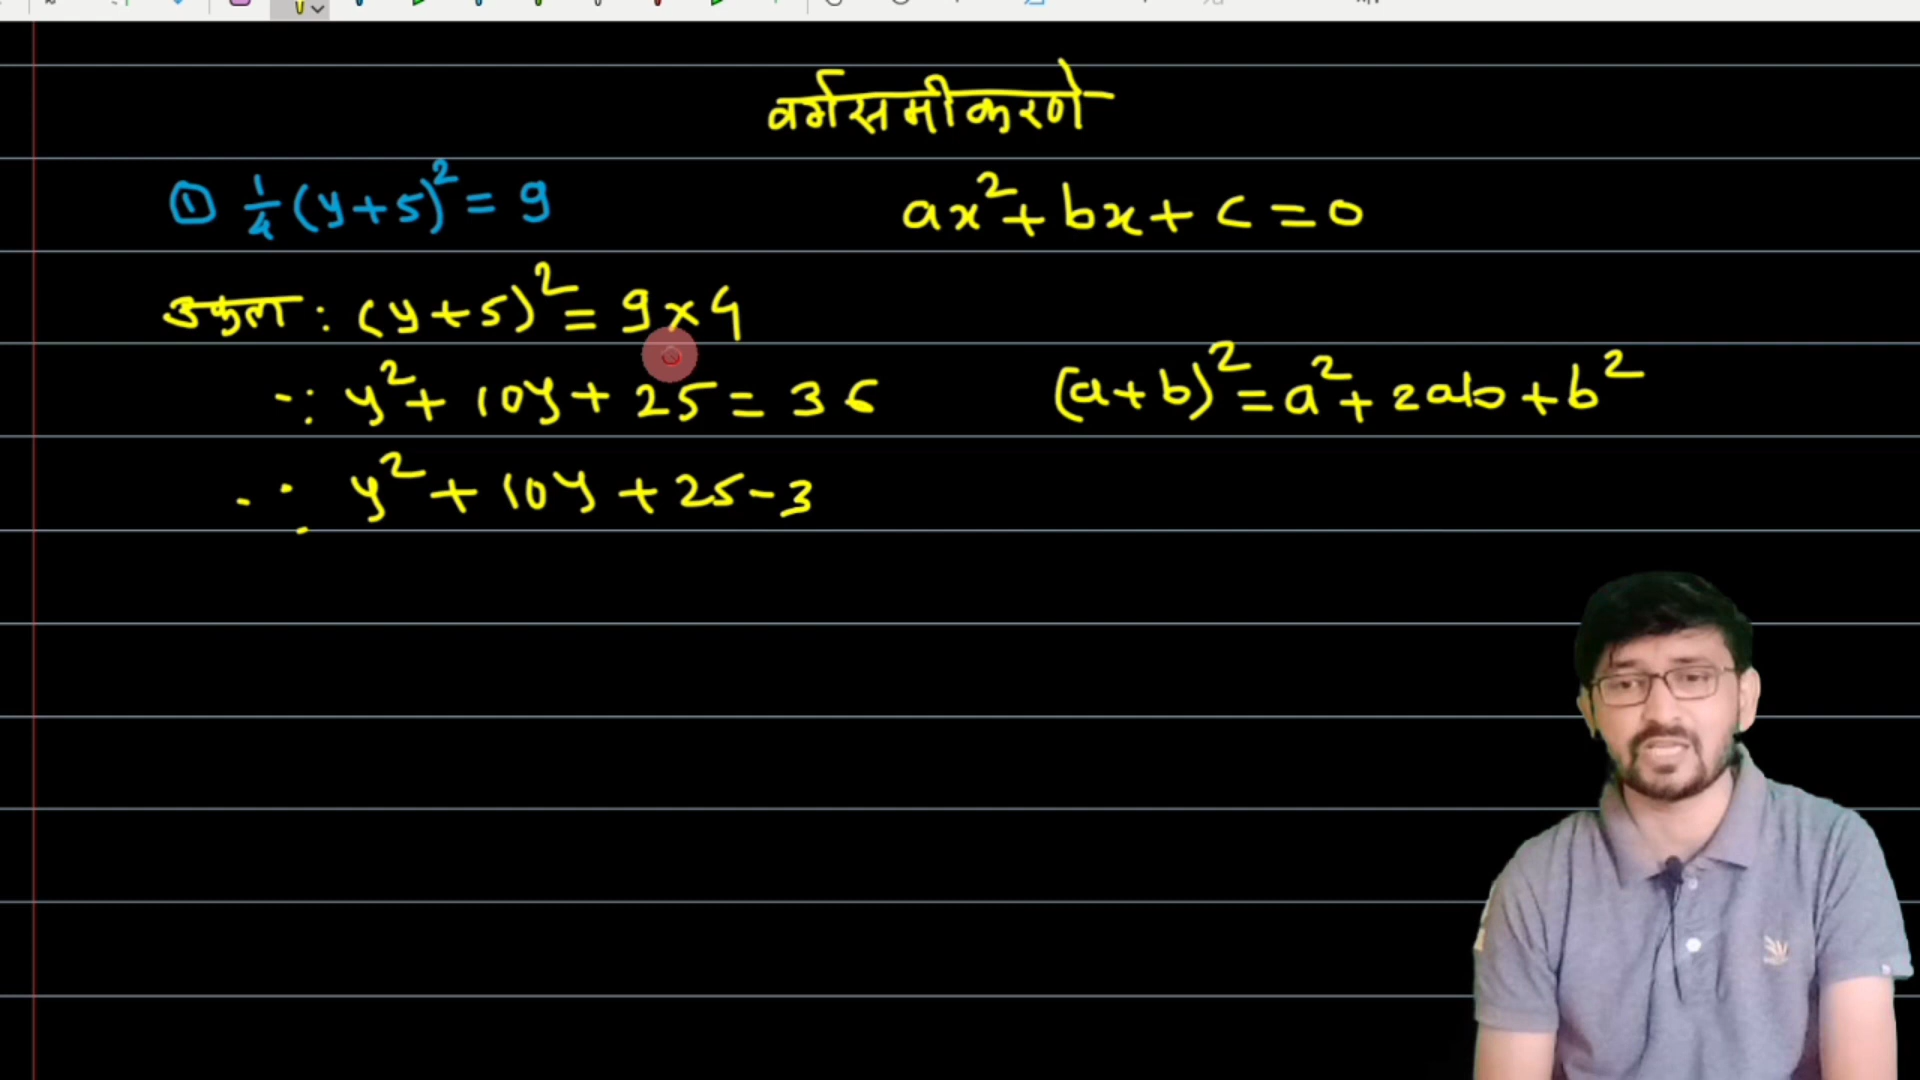 वर्गसमीकरणे
① 1/4 (y+5)² = 9
ax² + bx + c = 0
उकल : (y+5)² = 9×4
∴ y² + 10y + 25 = 36
(a+b)² = a² + 2ab + b²
∴ y² + 10y + 25 - 3